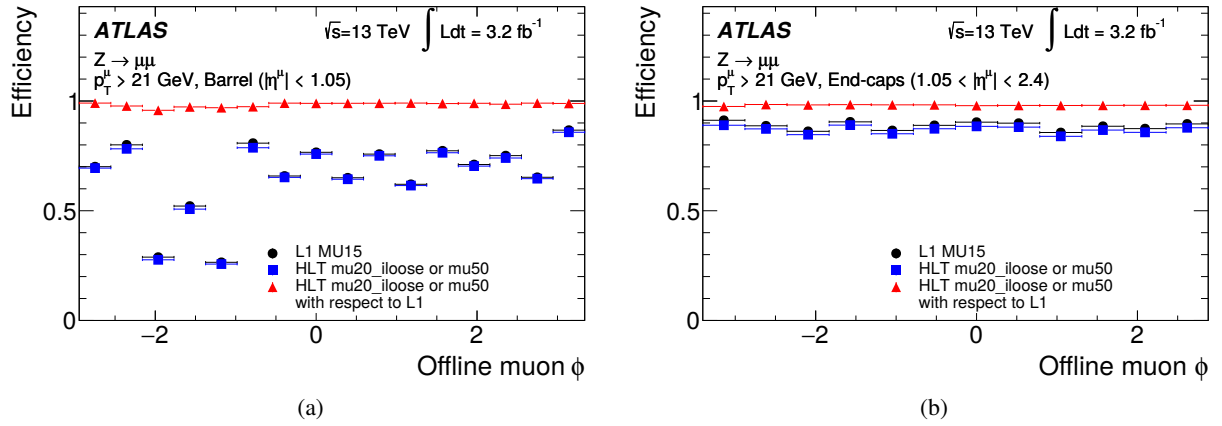 Efficiency
ATLAS
√s=13 TeV ∫ Ldt = 3.2 fb⁻¹
Z → μμ
p_T^μ > 21 GeV, Barrel (|η^μ| < 1.05)
1
0.5
0
L1 MU15
HLT mu20_iloose or mu50
HLT mu20_iloose or mu50
with respect to L1
−2 0 2
Offline muon ϕ
(a)
Efficiency
ATLAS
√s=13 TeV ∫ Ldt = 3.2 fb⁻¹
Z → μμ
p_T^μ > 21 GeV, End-caps (1.05 < |η^μ| < 2.4)
1
0.5
0
L1 MU15
HLT mu20_iloose or mu50
HLT mu20_iloose or mu50
with respect to L1
−2 0 2
Offline muon ϕ
(b)